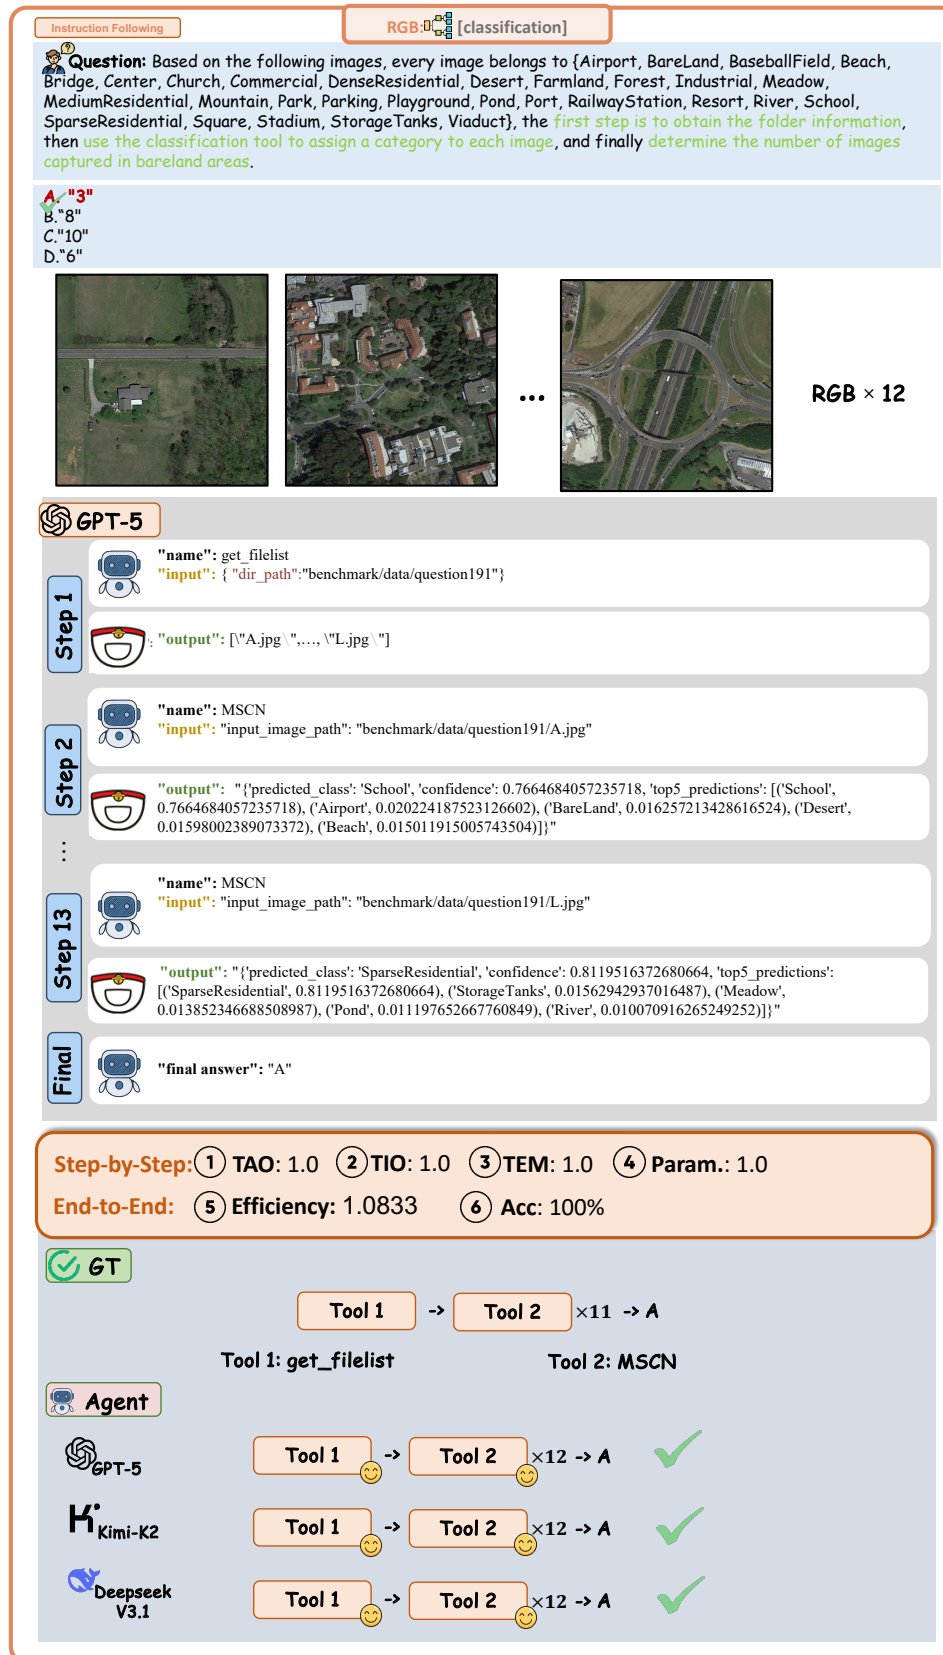 Instruction Following
RGB: [classification]
Question: Based on the following images, every image belongs to {Airport, BareLand, BaseballField, Beach,
Bridge, Center, Church, Commercial, DenseResidential, Desert, Farmland, Forest, Industrial, Meadow,
MediumResidential, Mountain, Park, Parking, Playground, Pond, Port, RailwayStation, Resort, River, School,
SparseResidential, Square, Stadium, StorageTanks, Viaduct}, the first step is to obtain the folder information,
then use the classification tool to assign a category to each image, and finally determine the number of images
captured in bareland areas.
A. "3"
B.“8"
C."10"
D.“6"
... RGB × 12
GPT-5
Step 1
"name": get_filelist
"input": { "dir_path":"benchmark/data/question191"}
"output": [\"A.jpg\",…, \"L.jpg\"]
Step 2
"name": MSCN
"input": "input_image_path": "benchmark/data/question191/A.jpg"
"output": "{'predicted_class': 'School', 'confidence': 0.7664684057235718, 'top5_predictions': [('School',
0.7664684057235718), ('Airport', 0.020224187523126602), ('BareLand', 0.016257213428616524), ('Desert',
0.01598002389073372), ('Beach', 0.015011915005743504)]}"
...
Step 13
"name": MSCN
"input": "input_image_path": "benchmark/data/question191/L.jpg"
"output": "{'predicted_class': 'SparseResidential', 'confidence': 0.8119516372680664, 'top5_predictions':
[('SparseResidential', 0.8119516372680664), ('StorageTanks', 0.01562942937016487), ('Meadow',
0.013852346688508987), ('Pond', 0.011197652667760849), ('River', 0.010070916265249252)]}"
Final
"final answer": "A"
Step-by-Step: 1 TAO: 1.0 2 TIO: 1.0 3 TEM: 1.0 4 Param.: 1.0
End-to-End: 5 Efficiency: 1.0833 6 Acc: 100%
GT
Tool 1 -> Tool 2 ×11 -> A
Tool 1: get_filelist Tool 2: MSCN
Agent
GPT-5 Tool 1 -> Tool 2 ×12 -> A
Kimi-K2 Tool 1 -> Tool 2 ×12 -> A
Deepseek
V3.1 Tool 1 -> Tool 2 ×12 -> A